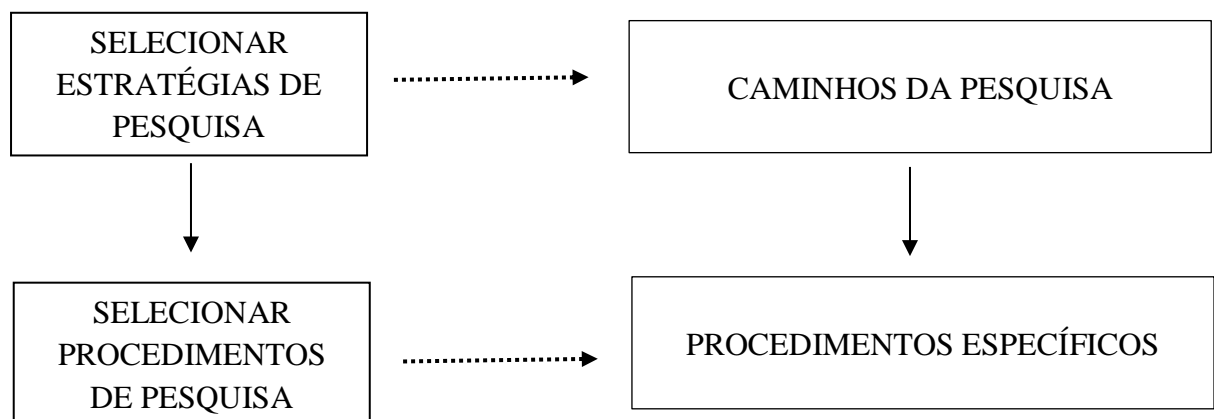 SELECIONAR
ESTRATÉGIAS DE
PESQUISA
CAMINHOS DA PESQUISA
SELECIONAR
PROCEDIMENTOS
DE PESQUISA
PROCEDIMENTOS ESPECÍFICOS